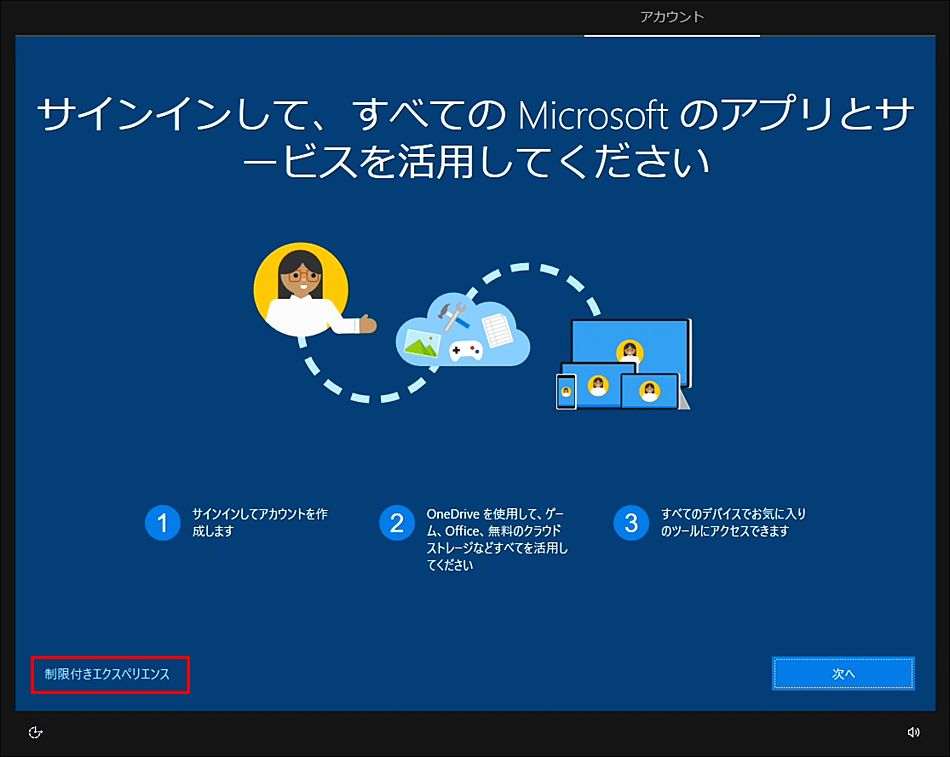 アカウント
サインインして、すべての Microsoft のアプリとサ
ービスを活用してください
1
サインインしてアカウントを作
成します
2
OneDrive を使用して、ゲー
ム、Office、無料のクラウド
ストレージなどすべてを活用し
てください
3
すべてのデバイスでお気に入り
のツールにアクセスできます
制限付きエクスペリエンス
次へ